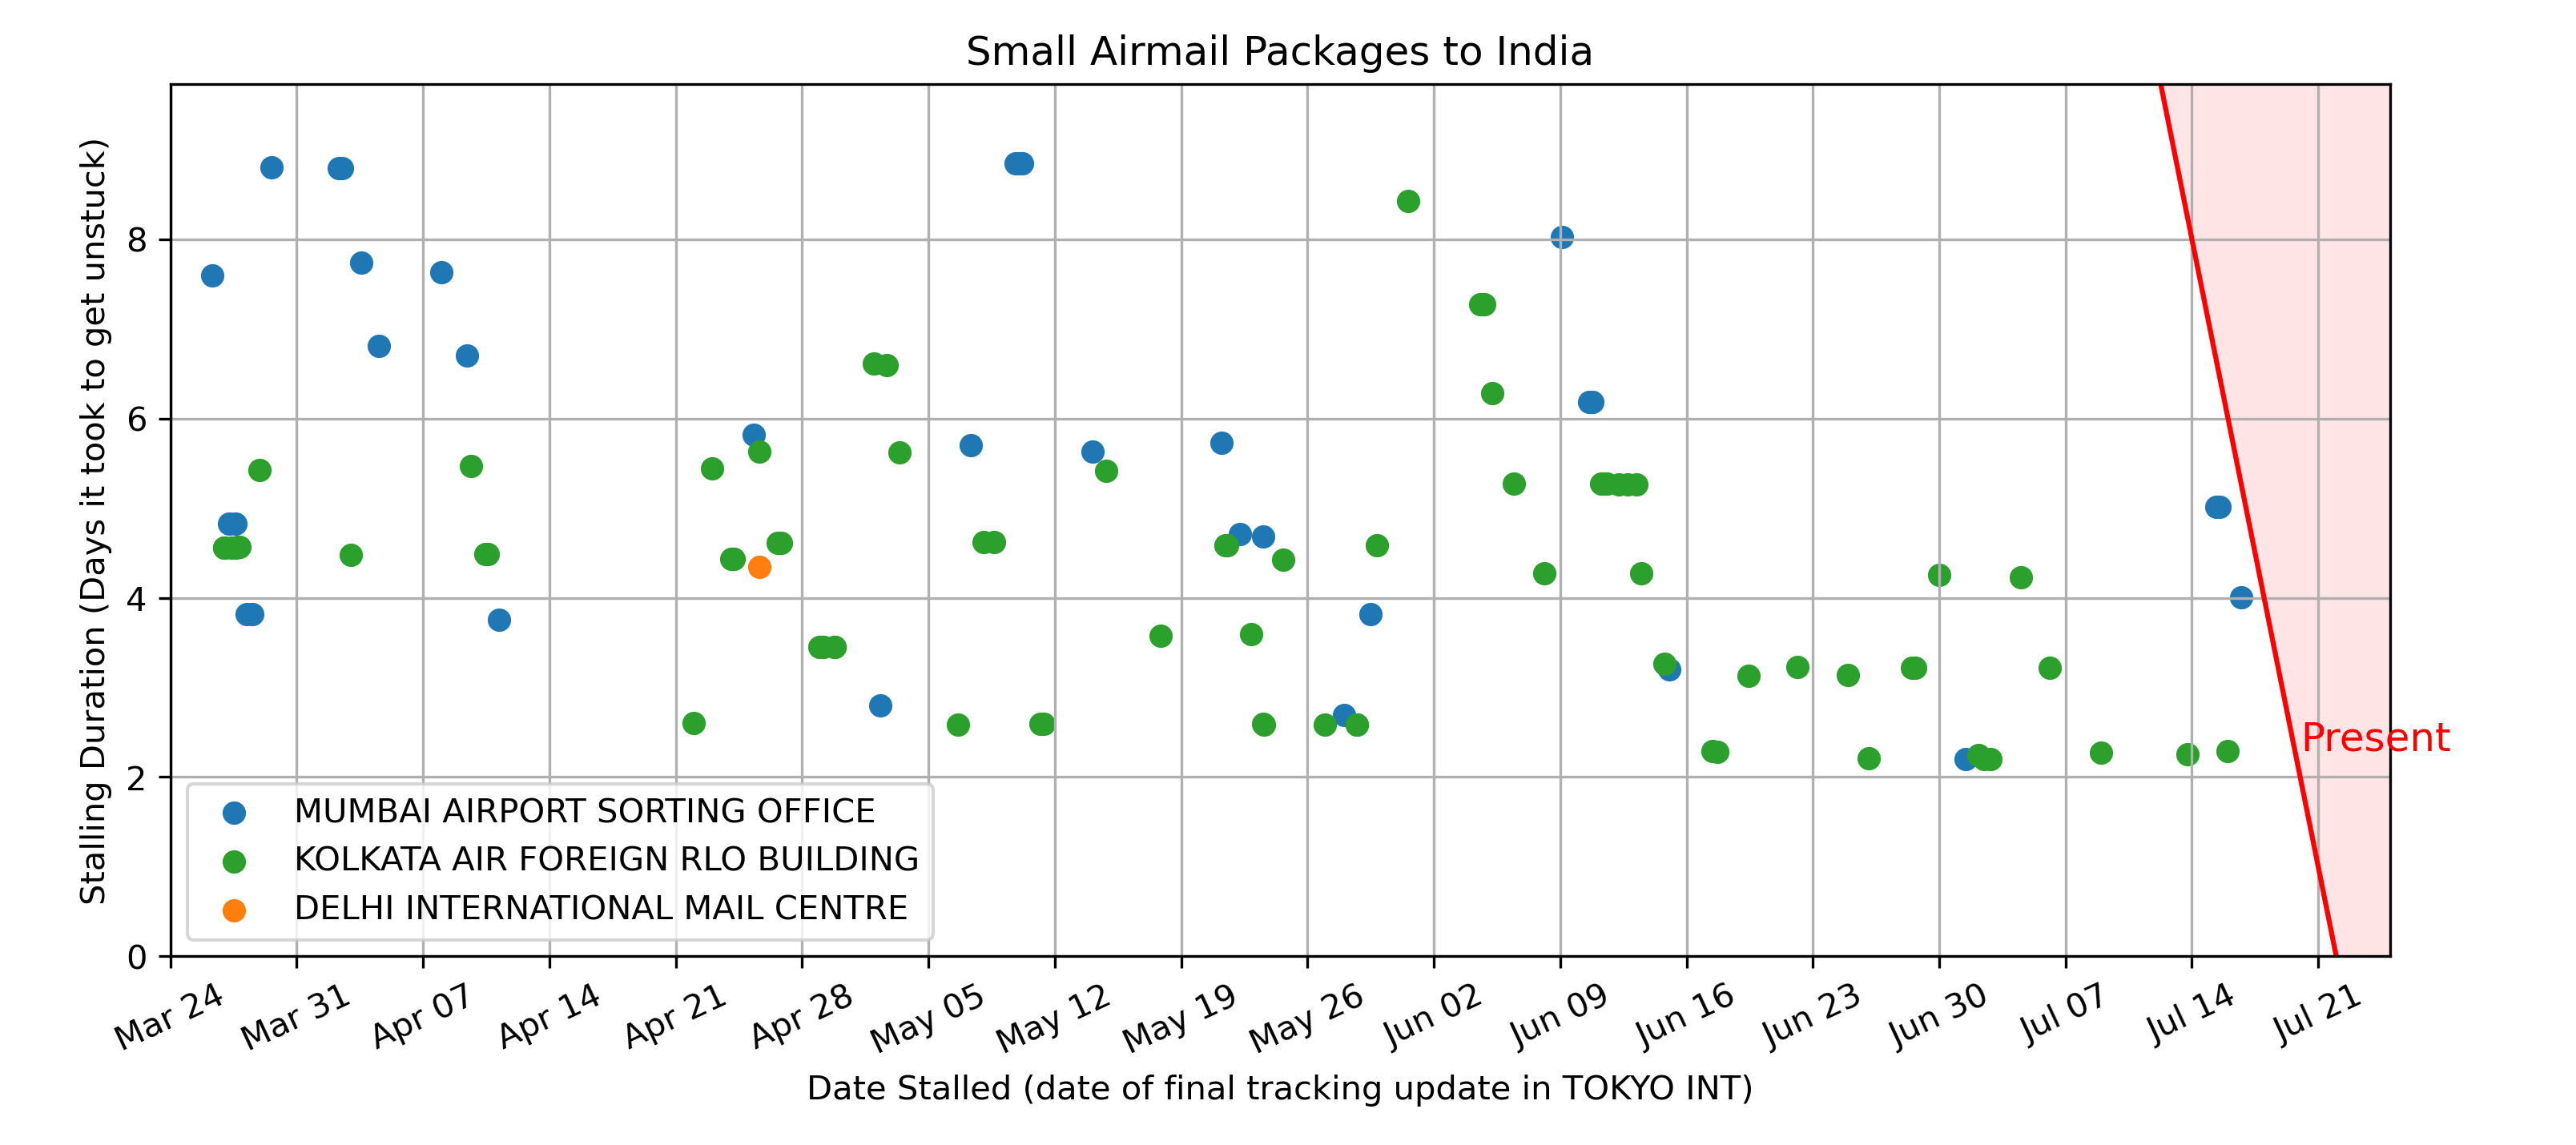 Small Airmail Packages to India
Stalling Duration (Days it took to get unstuck)
8
6
4
2
0
Present
MUMBAI AIRPORT SORTING OFFICE
KOLKATA AIR FOREIGN RLO BUILDING
DELHI INTERNATIONAL MAIL CENTRE
Mar 24
Mar 31
Apr 07
Apr 14
Apr 21
Apr 28
May 05
May 12
May 19
May 26
Jun 02
Jun 09
Jun 16
Jun 23
Jun 30
Jul 07
Jul 14
Jul 21
Date Stalled (date of final tracking update in TOKYO INT)